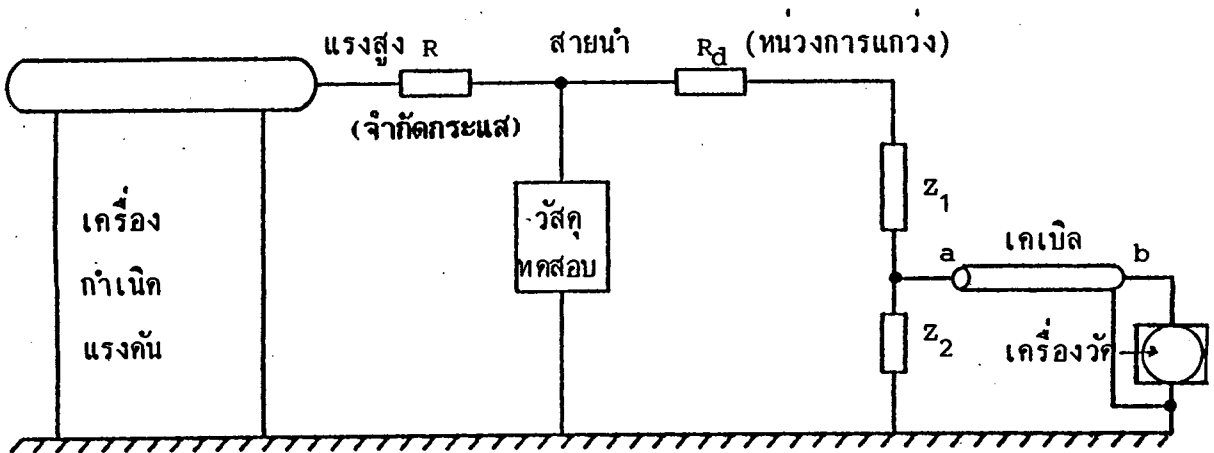 แรงสูง R
สายนำ
Rd (หน่วงการแกว่ง)
(จำกัดกระแส)
เครื่อง
กำเนิด
แรงดัน
วัสดุ
ทดสอบ
Z1
a เคเบิล b
Z2
เครื่องวัด